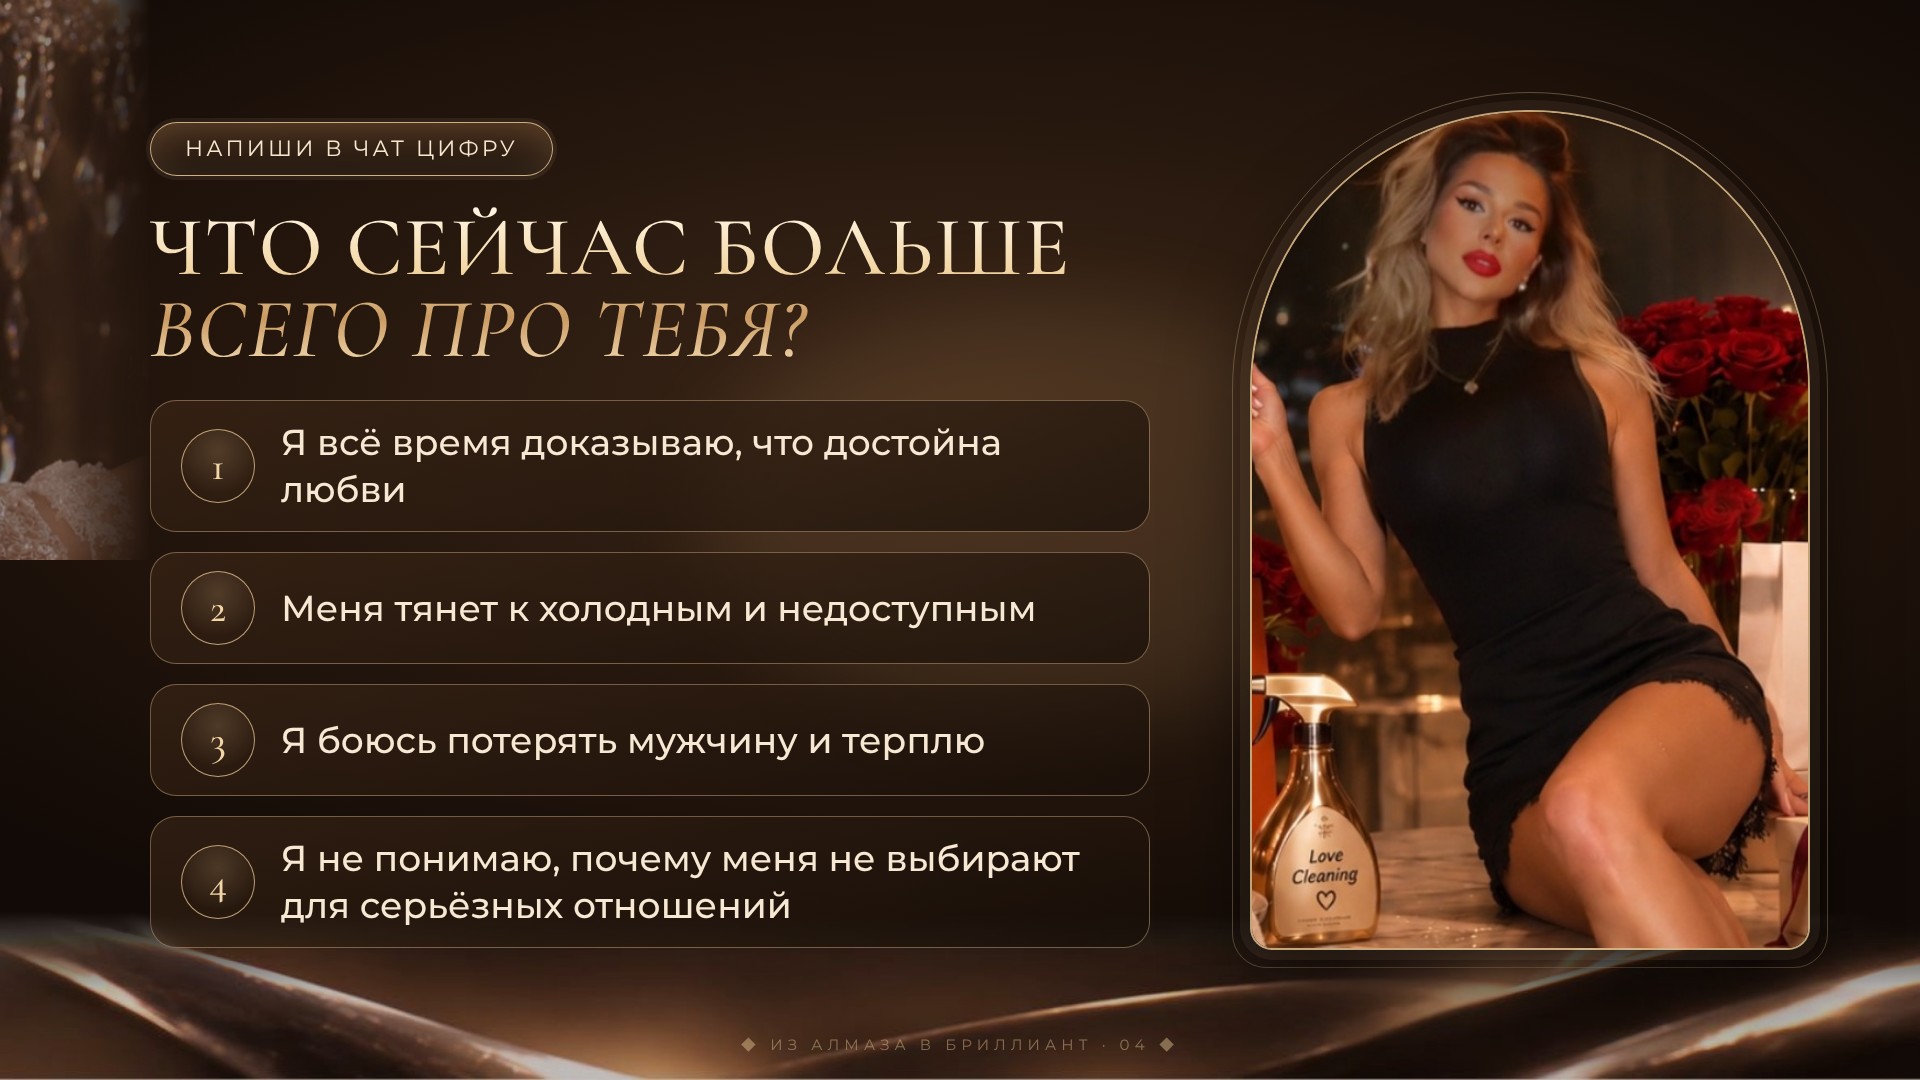 НАПИШИ В ЧАТ ЦИФРУ
ЧТО СЕЙЧАС БОЛЬШЕ
ВСЕГО ПРО ТЕБЯ?
1
Я всё время доказываю, что достойна
любви
2
Меня тянет к холодным и недоступным
3
Я боюсь потерять мужчину и терплю
4
Я не понимаю, почему меня не выбирают
для серьёзных отношений
Love
Cleaning
ИЗ АЛМАЗА В БРИЛЛИАНТ · 04